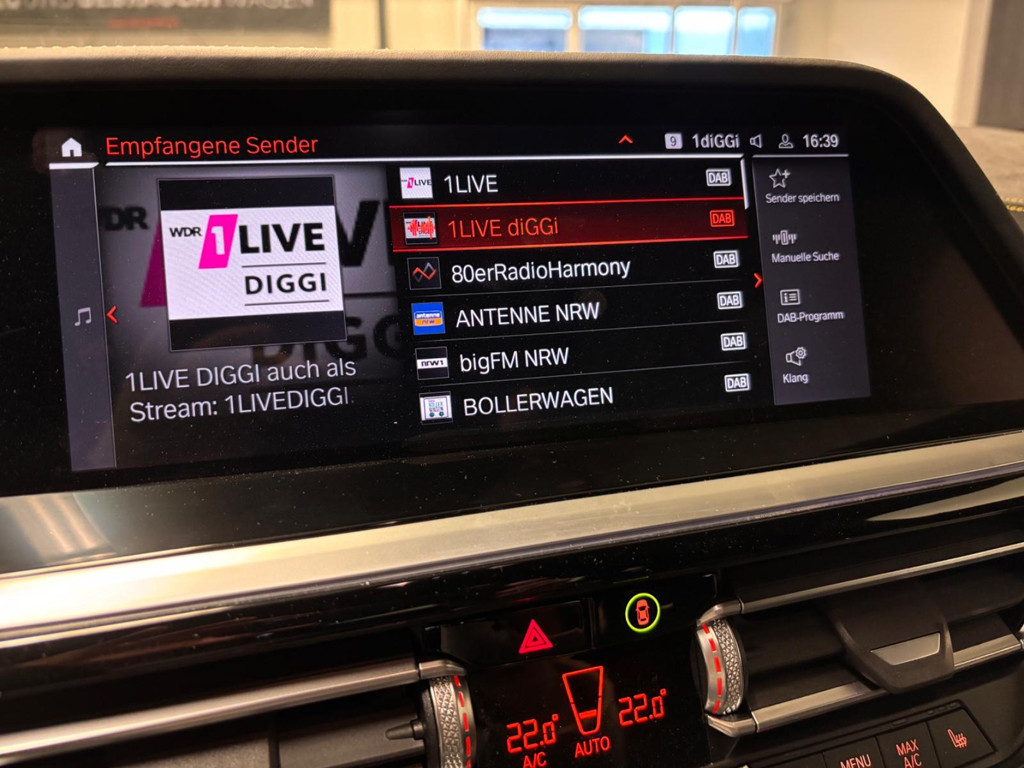 Empfangene Sender
9 1diGGi 16:39
WDR 1LIVE
DIGGI
1LIVE DIGGI auch als
Stream: 1LIVEDIGGI
1LIVE DAB
1LIVE diGGi DAB
80erRadioHarmony DAB
ANTENNE NRW DAB
bigFM NRW DAB
BOLLERWAGEN DAB
Sender speichern
Manuelle Suche
DAB-Programm
Klang
22.0° 22.0°
A/C AUTO
MENU
MAX
A/C